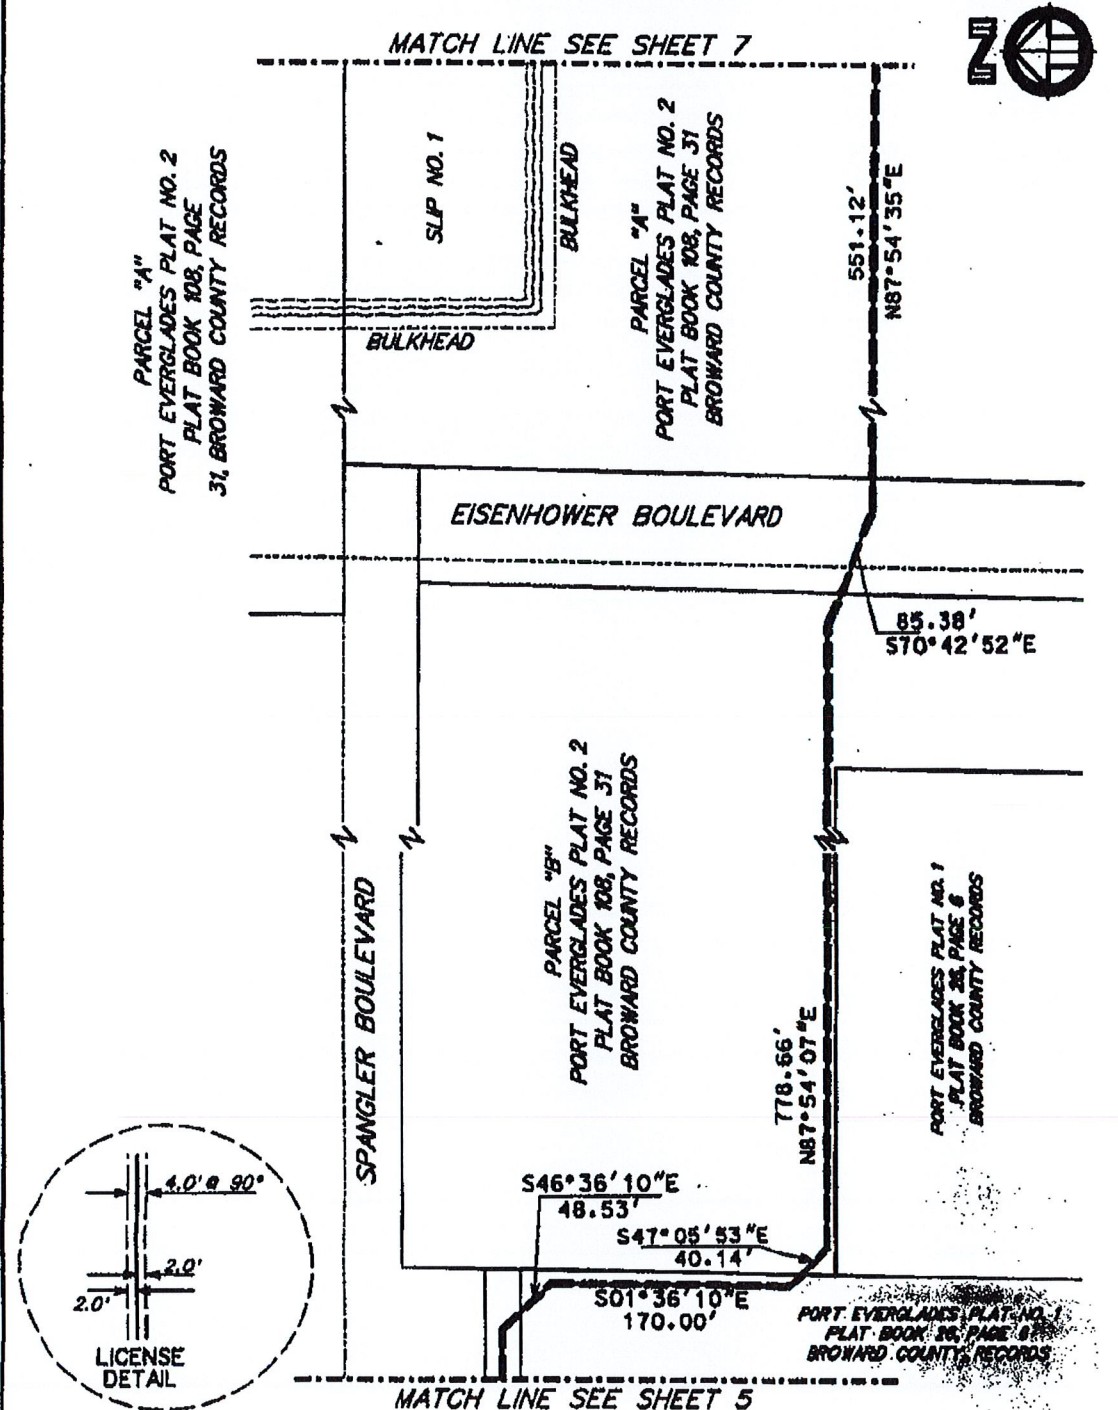 MATCH LINE SEE SHEET 7
N
PARCEL "A"
PORT EVERGLADES PLAT NO. 2
PLAT BOOK 108, PAGE
31, BROWARD COUNTY RECORDS
SLIP NO. 1
BULKHEAD
BULKHEAD
PARCEL "A"
PORT EVERGLADES PLAT NO. 2
PLAT BOOK 108, PAGE 31
BROWARD COUNTY RECORDS
551.12'
N87°54'35"E
EISENHOWER BOULEVARD
85.38'
S70°42'52"E
PARCEL "B"
PORT EVERGLADES PLAT NO. 2
PLAT BOOK 108, PAGE 31
BROWARD COUNTY RECORDS
SPANGLER BOULEVARD
778.66'
N87°54'07"E
PORT EVERGLADES PLAT NO. 1
PLAT BOOK 26, PAGE 6
BROWARD COUNTY RECORDS
4.0' @ 90°
2.0'
2.0'
LICENSE
DETAIL
S46°36'10"E
48.53'
S47°05'53"E
40.14'
S01°36'10"E
170.00'
PORT EVERGLADES PLAT NO. 1
PLAT BOOK 26, PAGE 6
BROWARD COUNTY, RECORDS
MATCH LINE SEE SHEET 5